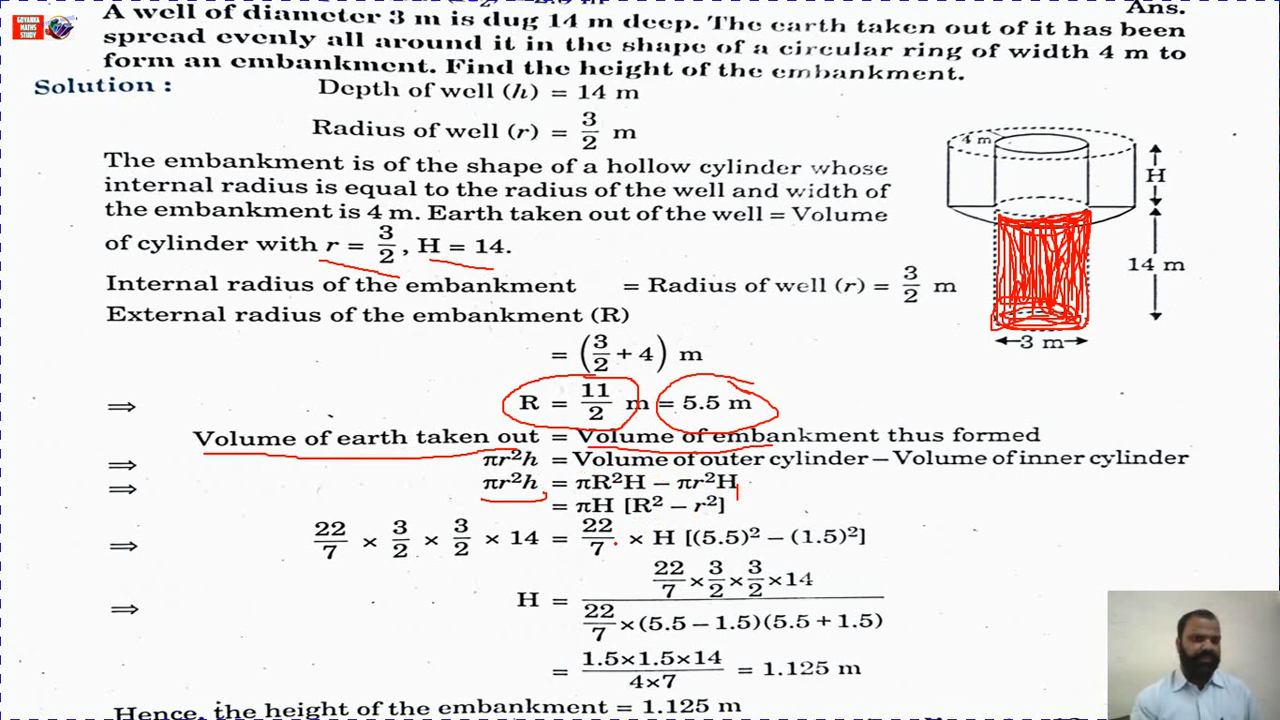 Ans.
GOYANKA
MATHS
STUDY
A well of diameter 3 m is dug 14 m deep. The earth taken out of it has been
spread evenly all around it in the shape of a circular ring of width 4 m to
form an embankment. Find the height of the embankment.
Solution :
Depth of well (h) = 14 m
Radius of well (r) = 3/2 m
The embankment is of the shape of a hollow cylinder whose
internal radius is equal to the radius of the well and width of
the embankment is 4 m. Earth taken out of the well = Volume
of cylinder with r = 3/2, H = 14.
Internal radius of the embankment = Radius of well (r) = 3/2 m
External radius of the embankment (R)
= (3/2 + 4) m
⇒ R = 11/2 m = 5.5 m
Volume of earth taken out = Volume of embankment thus formed
⇒ πr²h = Volume of outer cylinder – Volume of inner cylinder
⇒ πr²h = πR²H – πr²H
= πH [R² – r²]
⇒ 22/7 × 3/2 × 3/2 × 14 = 22/7 × H [(5.5)² – (1.5)²]
⇒ H = (22/7 × 3/2 × 3/2 × 14) / (22/7 × (5.5 – 1.5)(5.5 + 1.5))
= (1.5×1.5×14) / (4×7) = 1.125 m
Hence, the height of the embankment = 1.125 m
4 m
H
14 m
3 m